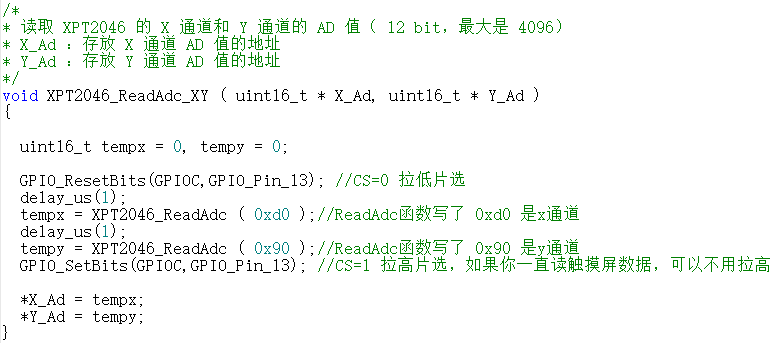 /*
* 读取 XPT2046 的 X 通道和 Y 通道的 AD 值( 12 bit，最大是 4096)
* X_Ad ：存放 X 通道 AD 值的地址
* Y_Ad ：存放 Y 通道 AD 值的地址
*/
void XPT2046_ReadAdc_XY ( uint16_t * X_Ad, uint16_t * Y_Ad )
{
uint16_t tempx = 0, tempy = 0;
GPIO_ResetBits(GPIOC,GPIO_Pin_13); //CS=0 拉低片选
delay_us(1);
tempx = XPT2046_ReadAdc ( 0xd0 );//ReadAdc函数写了 0xd0 是x通道
delay_us(1);
tempy = XPT2046_ReadAdc ( 0x90 );//ReadAdc函数写了 0x90 是y通道
GPIO_SetBits(GPIOC,GPIO_Pin_13); //CS=1 拉高片选，如果你一直读触摸屏数据，可以不用拉高
*X_Ad = tempx;
*Y_Ad = tempy;
}